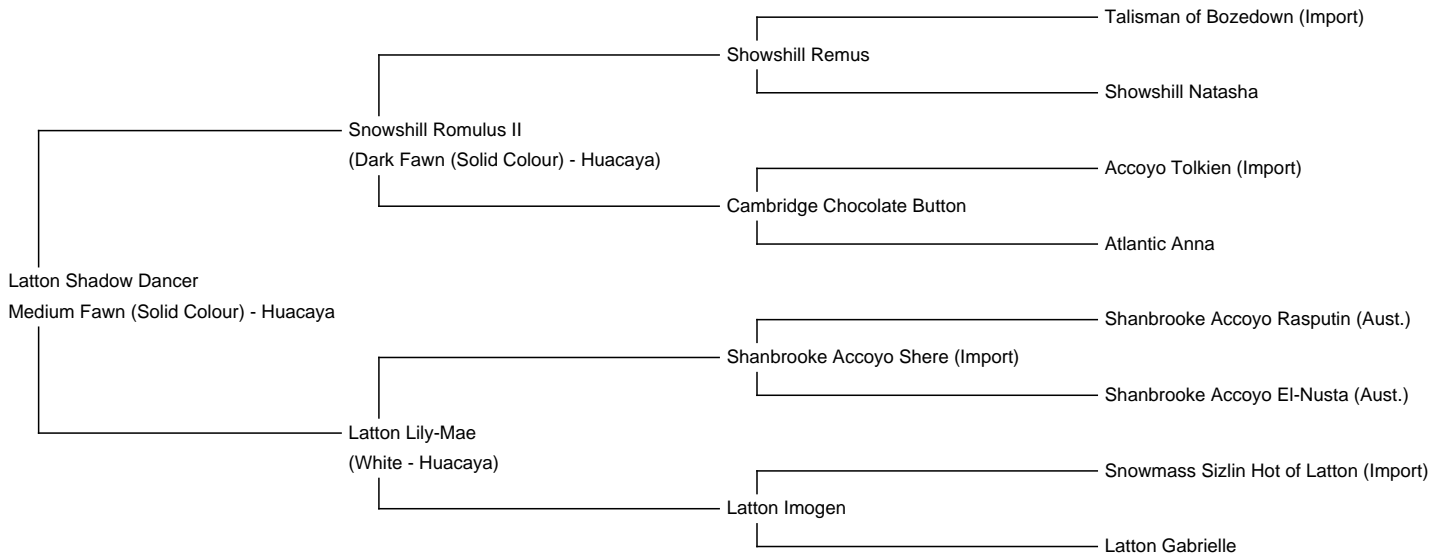 Talisman of Bozedown (Import)
Showshill Remus
Showshill Natasha
Snowshill Romulus II
(Dark Fawn (Solid Colour) - Huacaya)
Accoyo Tolkien (Import)
Cambridge Chocolate Button
Atlantic Anna
Latton Shadow Dancer
Medium Fawn (Solid Colour) - Huacaya
Shanbrooke Accoyo Rasputin (Aust.)
Shanbrooke Accoyo Shere (Import)
Shanbrooke Accoyo El-Nusta (Aust.)
Latton Lily-Mae
(White - Huacaya)
Snowmass Sizlin Hot of Latton (Import)
Latton Imogen
Latton Gabrielle